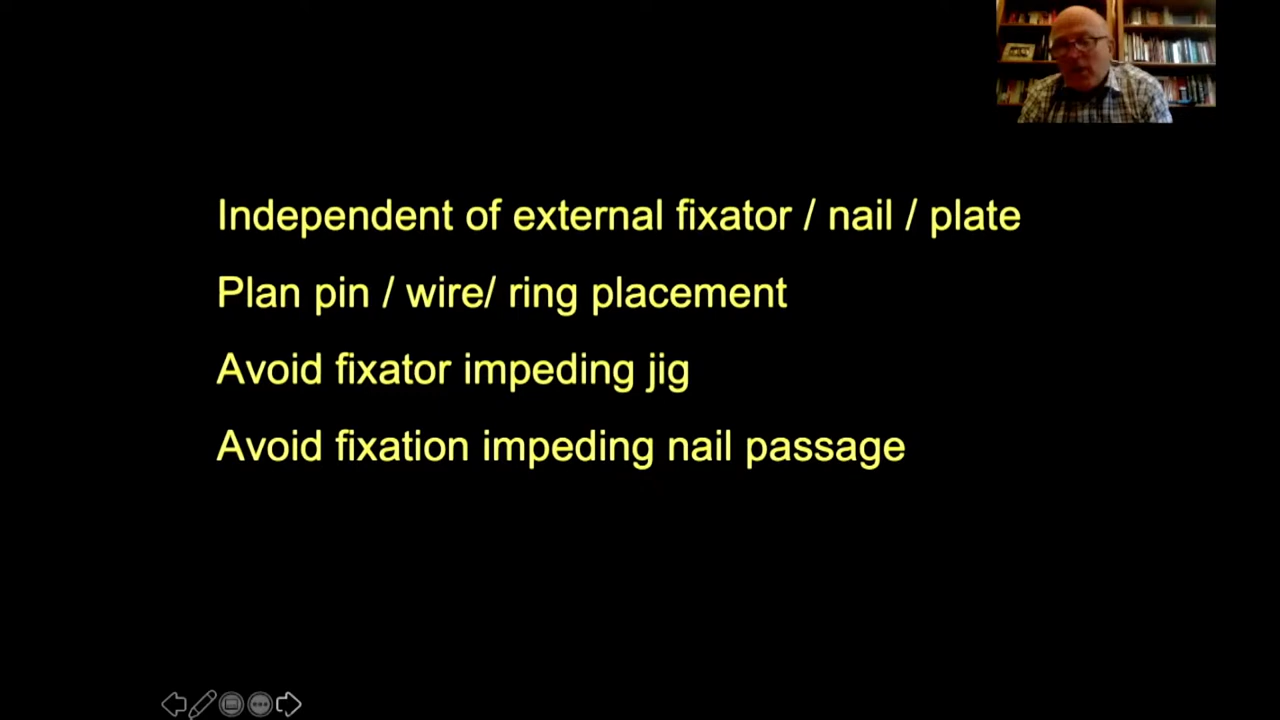 Independent of external fixator / nail / plate
Plan pin / wire/ ring placement
Avoid fixator impeding jig
Avoid fixation impeding nail passage